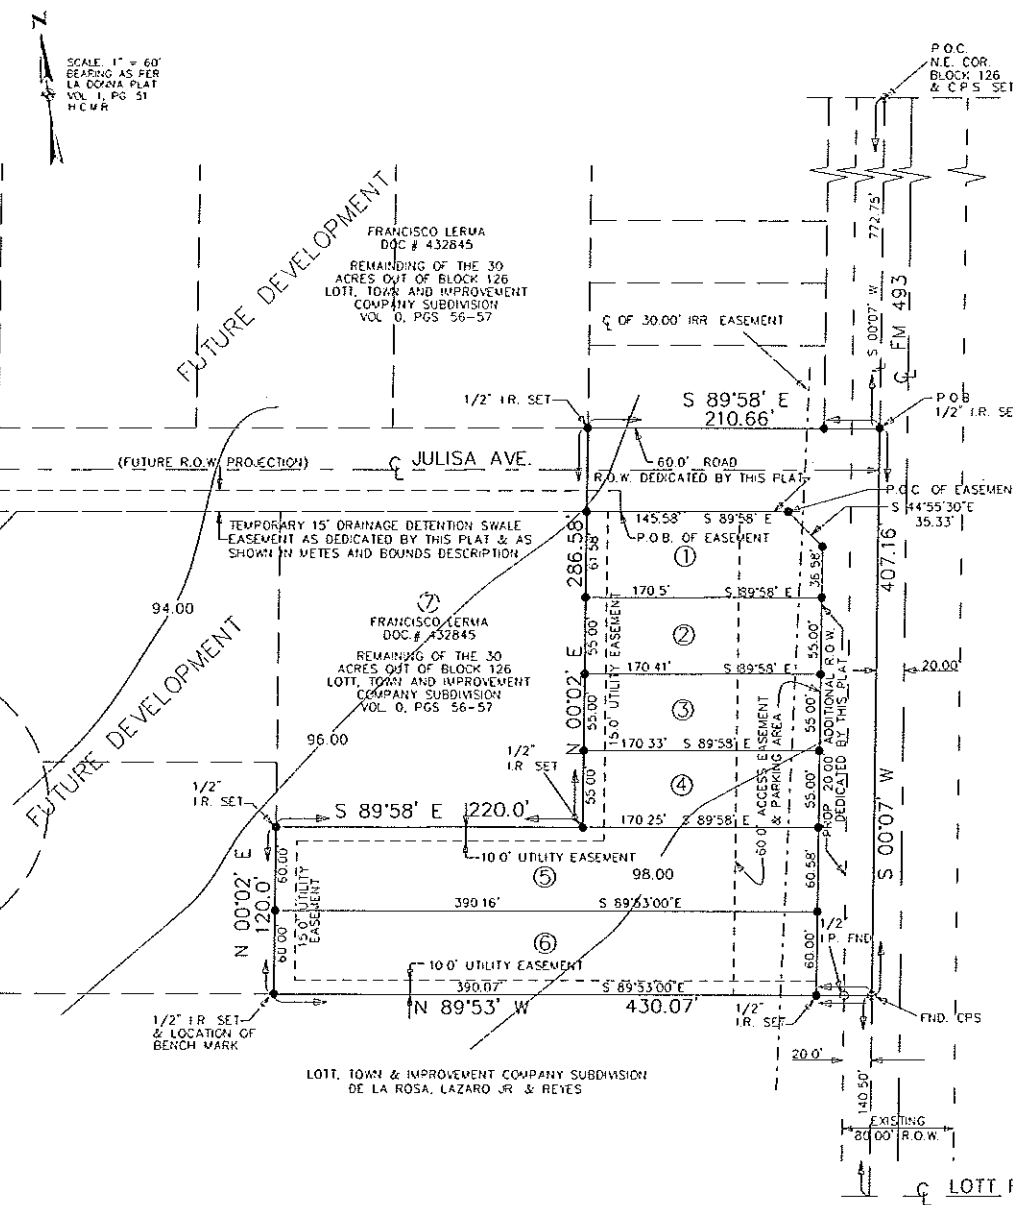 N
SCALE: 1" = 60'
BEARING AS PER
LA DONNA PLAT
VOL 1, PG 51
H.C.M.R
P.O.C.
N.E. COR.
BLOCK 126
& C.P.S. SET
772.75'
S 00°07' W
℄ FM 493
FUTURE DEVELOPMENT
FRANCISCO LERMA
DOC # 432845
REMAINDING OF THE 30
ACRES OUT OF BLOCK 126
LOTT, TOWN AND IMPROVEMENT
COMPANY SUBDIVISION
VOL 0, PGS 56-57
℄ OF 30.00' IRR EASEMENT
1/2" I.R. SET
S 89°58' E
210.66'
P.O.B
1/2" I.R. SE
(FUTURE R.O.W. PROJECTION)
℄ JULISA AVE.
60.0' ROAD
R.O.W. DEDICATED BY THIS PLAT
P.O.C. OF EASEMEN
S 44°55'30"E
35.33'
TEMPORARY 15' DRAINAGE DETENTION SWALE
EASEMENT AS DEDICATED BY THIS PLAT & AS
SHOWN IN METES AND BOUNDS DESCRIPTION
145.58' S 89°58' E
P.O.B. OF EASEMENT
286.58'
61.58'
1
36.58'
407.16'
94.00
7
FRANCISCO LERMA
DOC.# 432845
REMAINING OF THE 30
ACRES OUT OF BLOCK 126
LOTT, TOWN AND IMPROVEMENT
COMPANY SUBDIVISION
VOL. 0, PGS 56-57
170.5' S 89°58' E
55.00'
2
55.00'
15.0' UTILITY EASEMENT
170.41' S 89°58' E
N 00°02' E
55.00'
3
55.00'
20.00'
PROP 20.00' ADDITIONAL R.O.W.
DEDICATED BY THIS PLAT
FUTURE DEVELOPMENT
96.00
170.33' S 89°58' E
1/2"
I.R. SET
55.00'
4
55.00'
60.0' ACCESS EASEMENT
& PARKING AREA
S 00°07' W
1/2"
I.R. SET
S 89°58' E 220.0'
170.25' S 89°58' E
10.0' UTILITY EASEMENT
98.00
N 00°02' E
120.0'
60.00'
5
60.58'
15.0' UTILITY
EASEMENT
390.16' S 89°53'00"E
60.00'
6
60.00'
1/2"
I.P. FND
10.0' UTILITY EASEMENT
390.07' S 89°53'00"E
N 89°53' W 430.07'
1/2" I.R. SET
& LOCATION OF
BENCH MARK
1/2"
I.R. SET
FND. CPS
20.0'
LOTT, TOWN & IMPROVEMENT COMPANY SUBDIVISION
DE LA ROSA, LAZARO JR & REYES
140.50'
EXISTING
80.00' R.O.W.
℄ LOTT